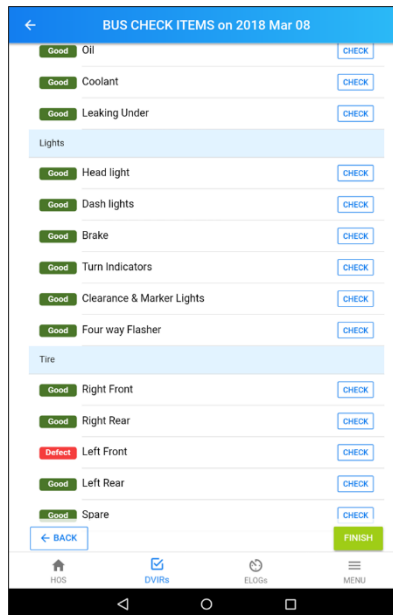 BUS CHECK ITEMS on 2018 Mar 08
Good Oil CHECK
Good Coolant CHECK
Good Leaking Under CHECK
Lights
Good Head light CHECK
Good Dash lights CHECK
Good Brake CHECK
Good Turn Indicators CHECK
Good Clearance & Marker Lights CHECK
Good Four way Flasher CHECK
Tire
Good Right Front CHECK
Good Right Rear CHECK
Defect Left Front CHECK
Good Left Rear CHECK
Good Spare CHECK
BACK FINISH
HOS DVIRs ELOGs MENU